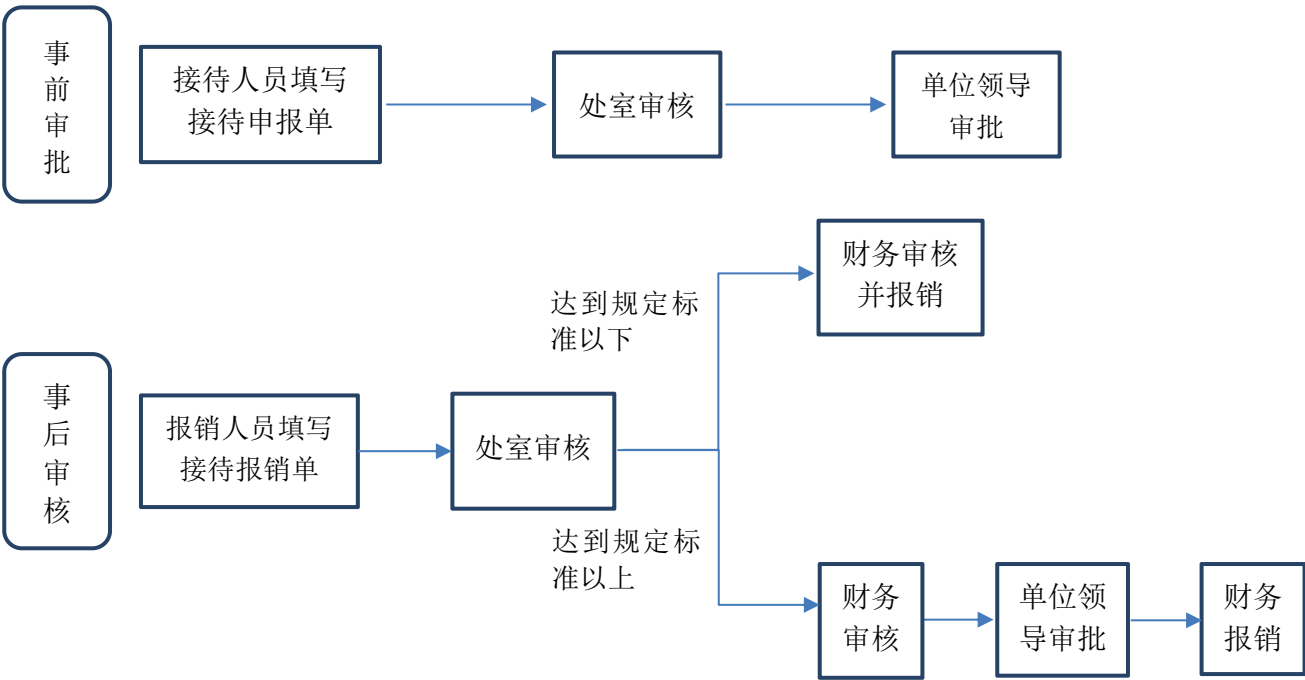 事
前
审
批
接待人员填写
接待申报单
处室审核
单位领导
审批
财务审核
并报销
达到规定标
准以下
事
后
审
核
报销人员填写
接待报销单
处室审核
达到规定标
准以上
财务
审核
单位领
导审批
财务
报销